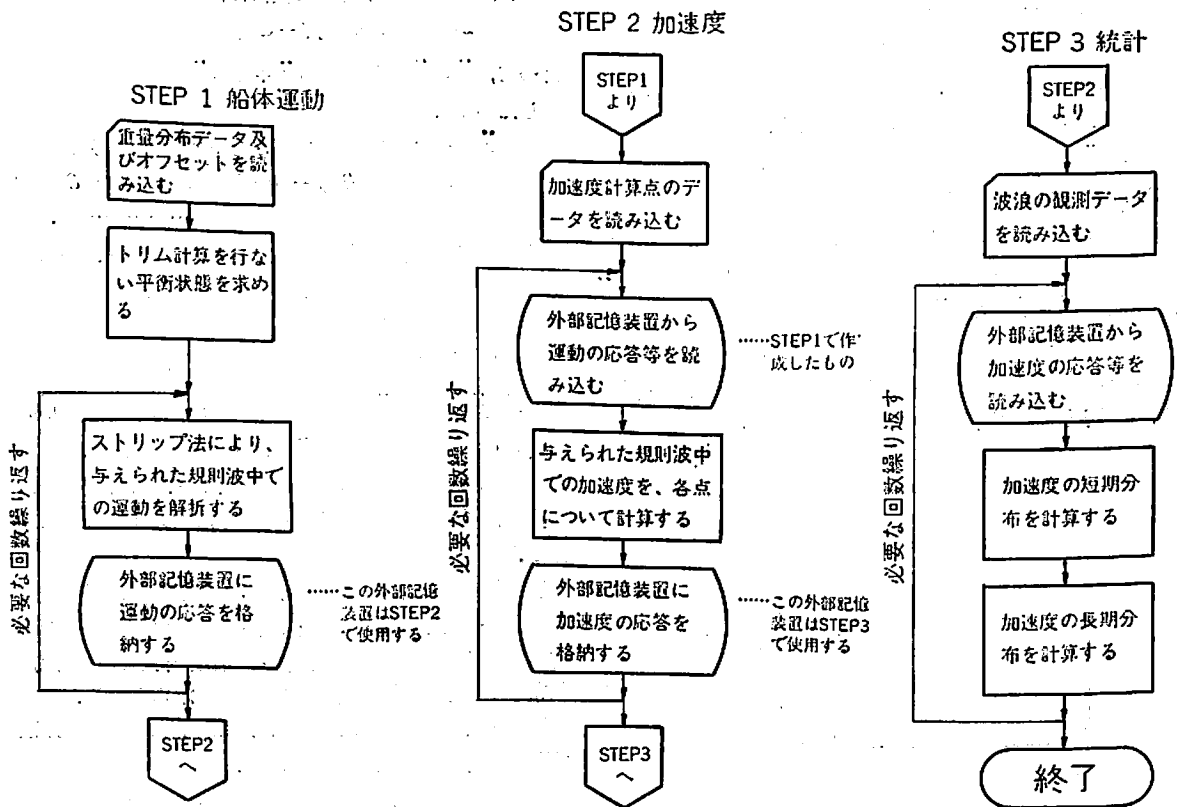 STEP 1 船体運動
重量分布データ及
びオフセットを読
み込む
トリム計算を行な
い平衡状態を求め
る
ストリップ法により、
与えられた規則波中で
の運動を解折する
外部記憶装置に
運動の応答を格
納する
……この外部記憶
装置はSTEP2
で使用する
必要な回数繰り返す
STEP2
へ
STEP 2 加速度
STEP1
より
加速度計算点のデ
ータを読み込む
外部記憶装置から
運動の応答等を読
み込む
……STEP1で作
成したもの
与えられた規則波中
での加速度を、各点
について計算する
外部記憶装置に
加速度の応答を
格納する
……この外部記憶
装置はSTEP3
で使用する
必要な回数繰り返す
STEP3
へ
STEP 3 統計
STEP2
より
波浪の観測データ
を読み込む
外部記憶装置から
加速度の応答等を
読み込む
加速度の短期分
布を計算する
加速度の長期分
布を計算する
必要な回数繰り返す
終了